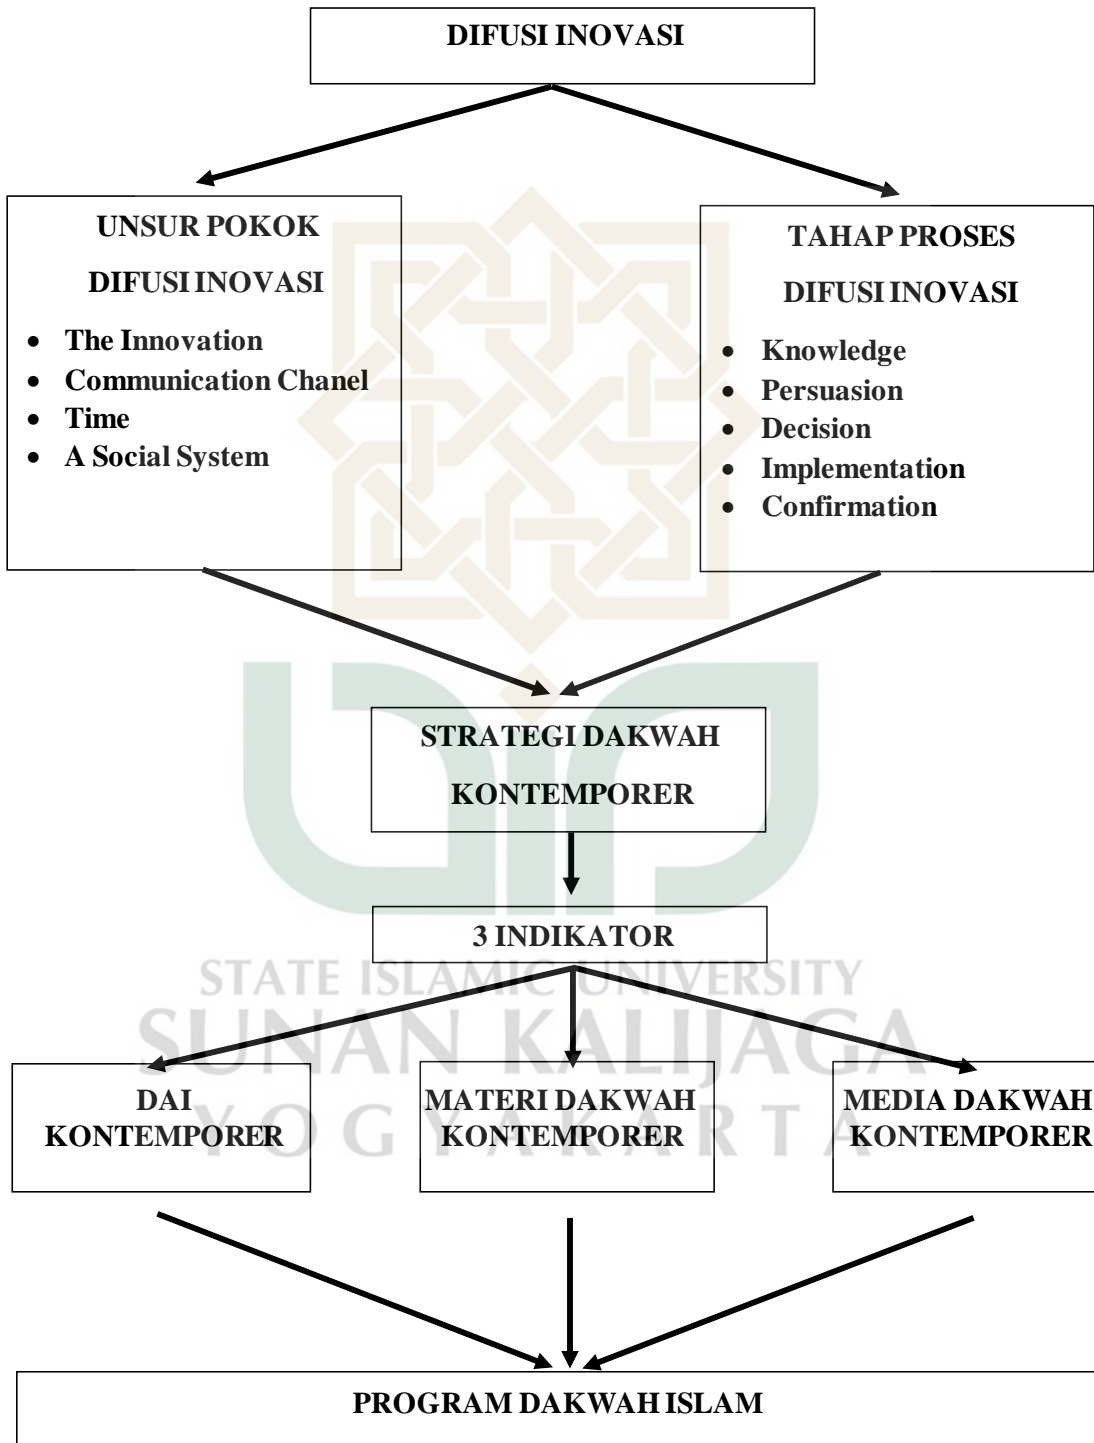 DIFUSI INOVASI
UNSUR POKOK
DIFUSI INOVASI
• The Innovation
• Communication Chanel
• Time
• A Social System
TAHAP PROSES
DIFUSI INOVASI
• Knowledge
• Persuasion
• Decision
• Implementation
• Confirmation
STRATEGI DAKWAH
KONTEMPORER
3 INDIKATOR
STATE ISLAMIC UNIVERSITY
SUNAN KALIJAGA
YOGYAKARTA
DAI
KONTEMPORER
MATERI DAKWAH
KONTEMPORER
MEDIA DAKWAH
KONTEMPORER
PROGRAM DAKWAH ISLAM